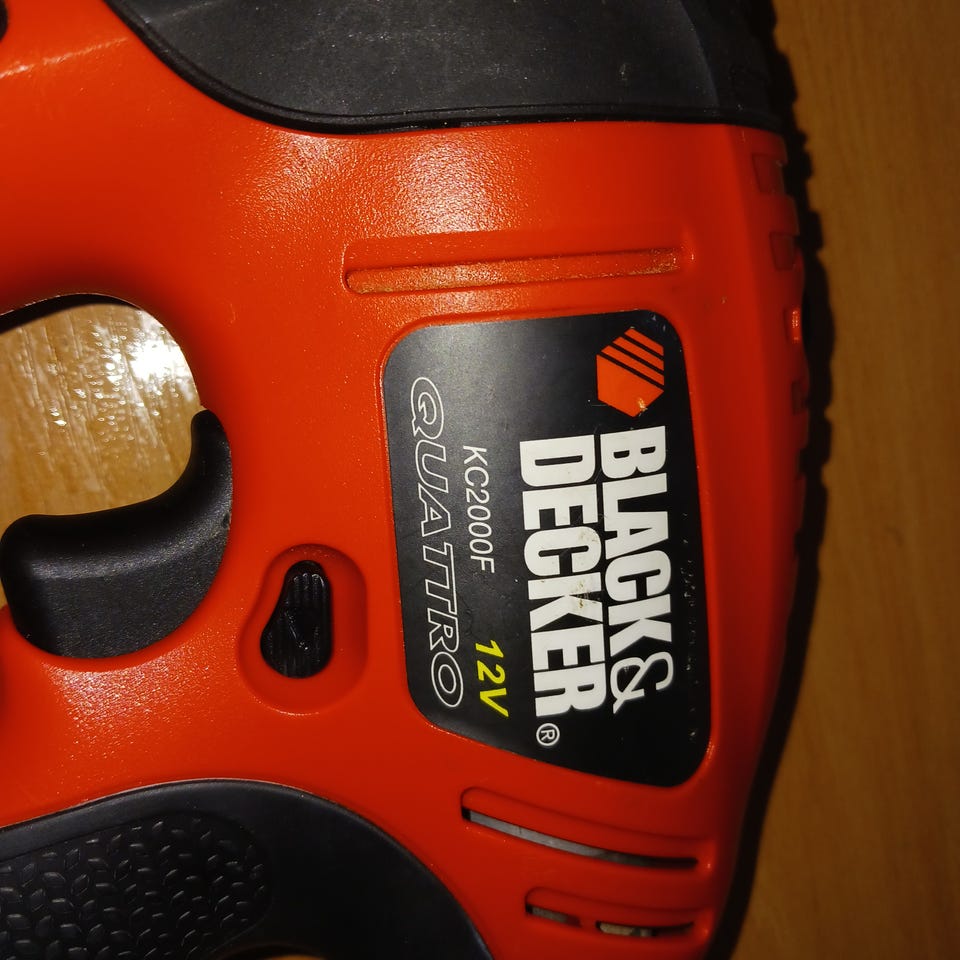 BLACK&
DECKER®
KC2000F 12V
QUATTRO